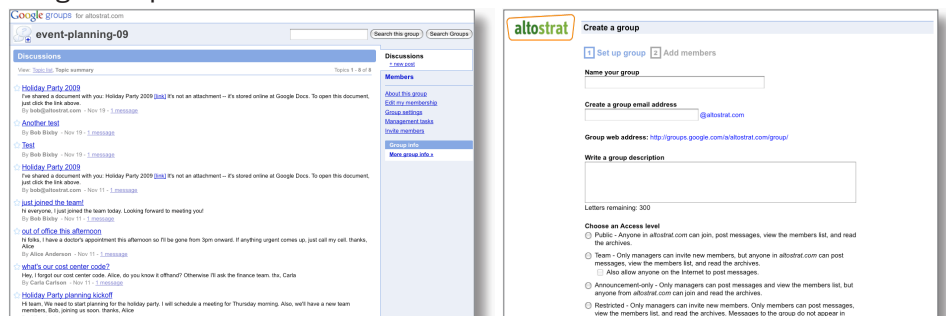 Google groups for altostrat.com
event-planning-09
Search this group
Search Groups
Discussions
View: Topic list, Topic summary
Topics 1 - 8 of 8
Holiday Party 2009
I've shared a document with you: Holiday Party 2009 [link] It's not an attachment -- it's stored online at Google Docs. To open this document,
just click the link above.
By bob@altostrat.com - Nov 19 - 1 message
Another test
By Bob Bixby - Nov 19 - 1 message
Test
By Bob Bixby - Nov 19 - 1 message
Holiday Party 2009
I've shared a document with you: Holiday Party 2009 [link] It's not an attachment -- it's stored online at Google Docs. To open this document,
just click the link above.
By bob@altostrat.com - Nov 11 - 1 message
just joined the team!
hi everyone, I just joined the team today. Looking forward to meeting you!
By Bob Bixby - Nov 11 - 1 message
out of office this afternoon
hi folks, I have a doctor's appointment this afternoon so I'll be gone from 3pm onward. If anything urgent comes up, just call my cell. thanks,
Alice
By Alice Anderson - Nov 11 - 1 message
what's our cost center code?
Hey, I forgot our cost center code. Alice, do you know it offhand? Otherwise I'll ask the finance team. thx, Carla
By Carla Carlson - Nov 11 - 1 message
Holiday Party planning kickoff
Hi team. We need to start planning for the holiday party. I will schedule a meeting for Thursday morning. Also, we'll have a new team
members, Bob, joining us soon. thanks, Alice
Discussions
+ new post
Members
About this group
Edit my membership
Group settings
Management tasks
Invite members
Group info
More group info »
altostrat
Create a group
1 Set up group 2 Add members
Name your group
Create a group email address
@altostrat.com
Group web address: http://groups.google.com/a/altostrat.com/group/
Write a group description
Letters remaining: 300
Choose an Access level
Public - Anyone in altostrat.com can join, post messages, view the members list, and read
the archives.
Team - Only managers can invite new members, but anyone in altostrat.com can post
messages, view the members list, and read the archives.
Also allow anyone on the Internet to post messages.
Announcement-only - Only managers can post messages and view the members list, but
anyone from altostrat.com can join and read the archives.
Restricted - Only managers can invite new members. Only members can post messages,
view the members list, and read the archives. Messages to the group do not appear in